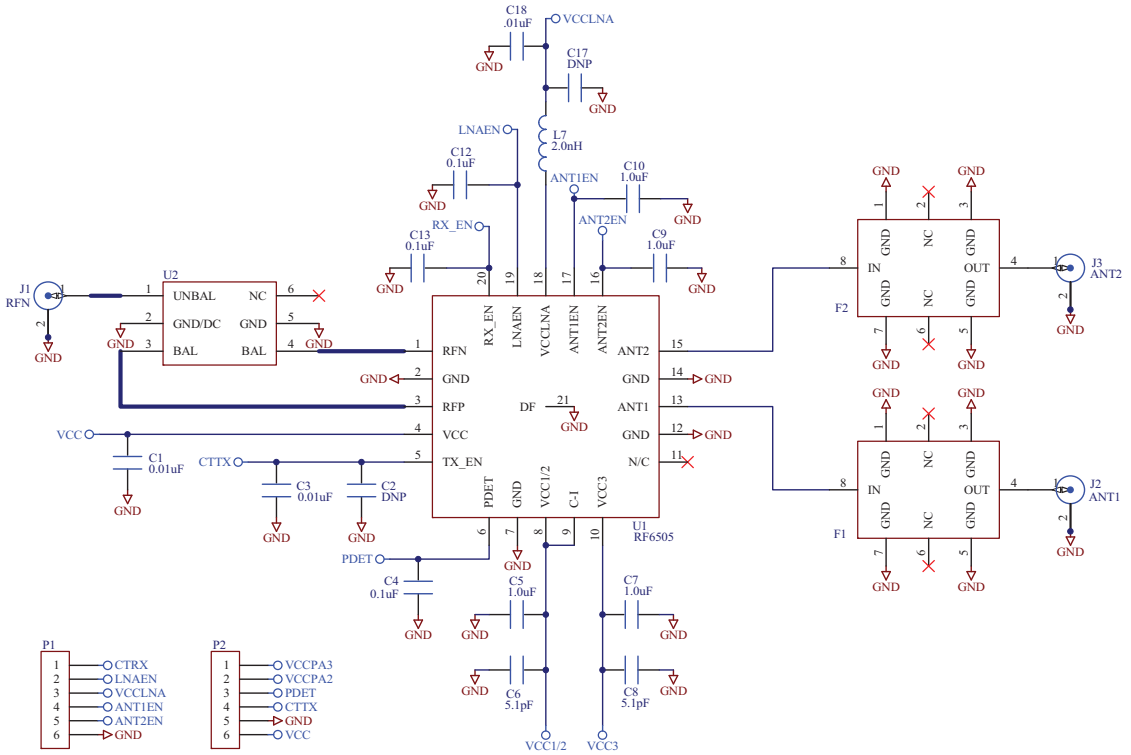 C18
.01uF
VCCLNA
GND
C17
DNP
GND
LNAEN
L7
2.0nH
C12
0.1uF
GND
ANT1EN
C10
1.0uF
GND
RX_EN
C13
0.1uF
GND
ANT2EN
C9
1.0uF
GND
20
19
18
17
16
RX_EN
LNAEN
VCCLNA
ANT1EN
ANT2EN
J1
RFN
1
2
GND
U2
1 UNBAL NC 6
2 GND/DC GND 5
3 BAL BAL 4
GND
GND
1 RFN
2 GND
GND
3 RFP
4 VCC
5 TX_EN
DF 21
GND
ANT2 15
GND 14 GND
ANT1 13
GND 12 GND
N/C 11
PDET
GND
VCC1/2
C-I
VCC3
6
7
8
9
10
U1
RF6505
GND
VCC
C1
0.01uF
GND
CTTX
C3
0.01uF
GND
C2
DNP
GND
PDET
C4
0.1uF
GND
C5
1.0uF
GND
C7
1.0uF
GND
C6
5.1pF
GND
C8
5.1pF
GND
VCC1/2
VCC3
GND
GND
1
2
3
GND
NC
GND
8 IN OUT 4
GND
NC
GND
7
6
5
F2
GND
GND
1
2
J3
ANT2
GND
GND
GND
1
2
3
GND
NC
GND
8 IN OUT 4
GND
NC
GND
7
6
5
F1
GND
GND
1
2
J2
ANT1
GND
P1
1 CTRX
2 LNAEN
3 VCCLNA
4 ANT1EN
5 ANT2EN
6 GND
P2
1 VCCPA3
2 VCCPA2
3 PDET
4 CTTX
5 GND
6 VCC